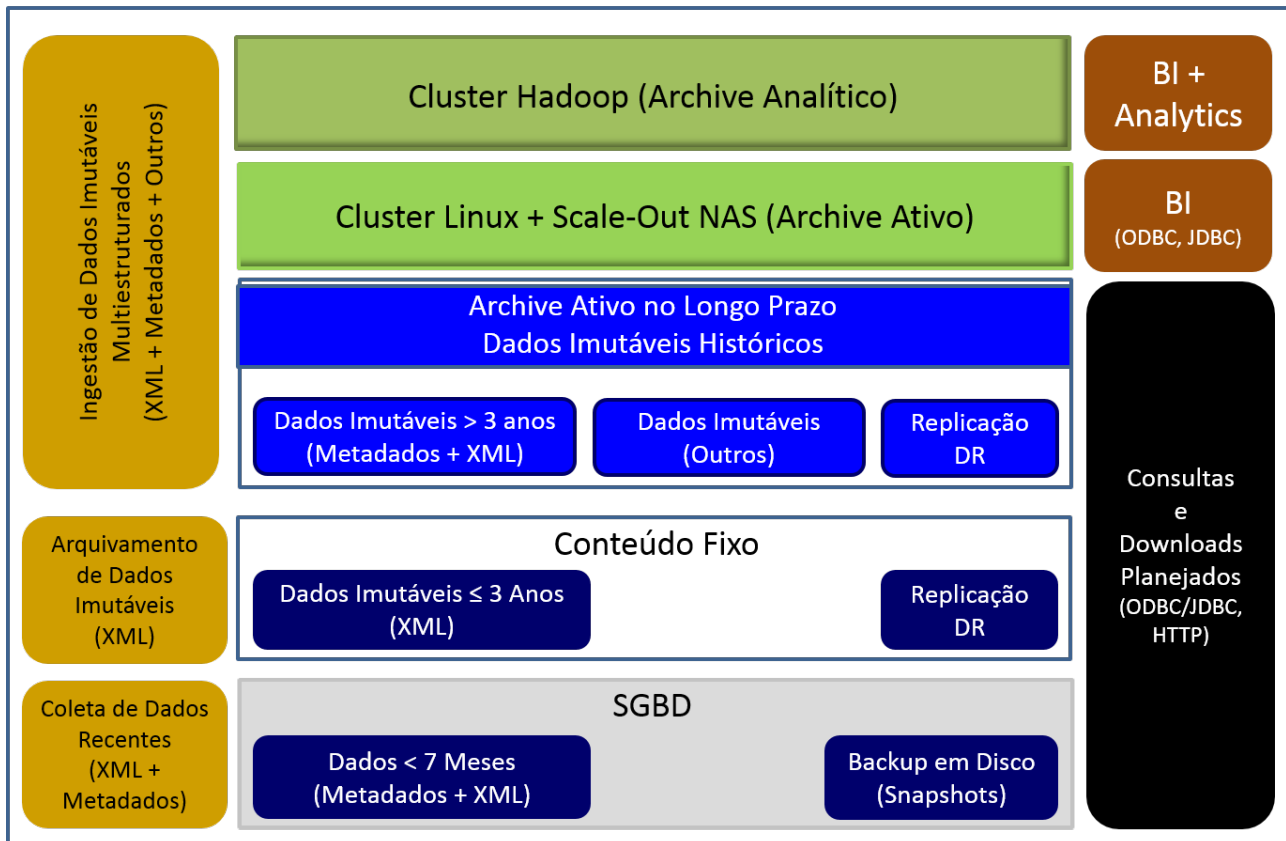 Ingestão de Dados Imutáveis
Multiestruturados
(XML + Metadados + Outros)
Cluster Hadoop (Archive Analítico)
BI +
Analytics
Cluster Linux + Scale-Out NAS (Archive Ativo)
BI
(ODBC, JDBC)
Archive Ativo no Longo Prazo
Dados Imutáveis Históricos
Dados Imutáveis > 3 anos
(Metadados + XML)
Dados Imutáveis
(Outros)
Replicação
DR
Consultas
e
Downloads
Planejados
(ODBC/JDBC,
HTTP)
Arquivamento
de Dados
Imutáveis
(XML)
Conteúdo Fixo
Dados Imutáveis ≤ 3 Anos
(XML)
Replicação
DR
Coleta de Dados
Recentes
(XML +
Metadados)
SGBD
Dados < 7 Meses
(Metadados + XML)
Backup em Disco
(Snapshots)